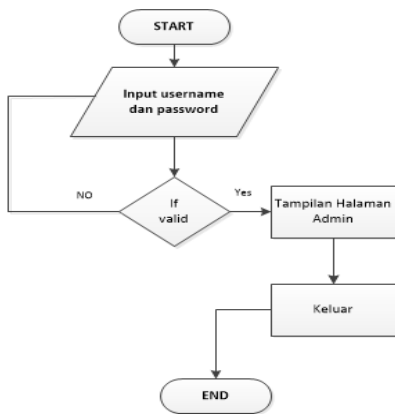 START
Input username
dan password
NO
If
valid
Yes
Tampilan Halaman
Admin
Keluar
END